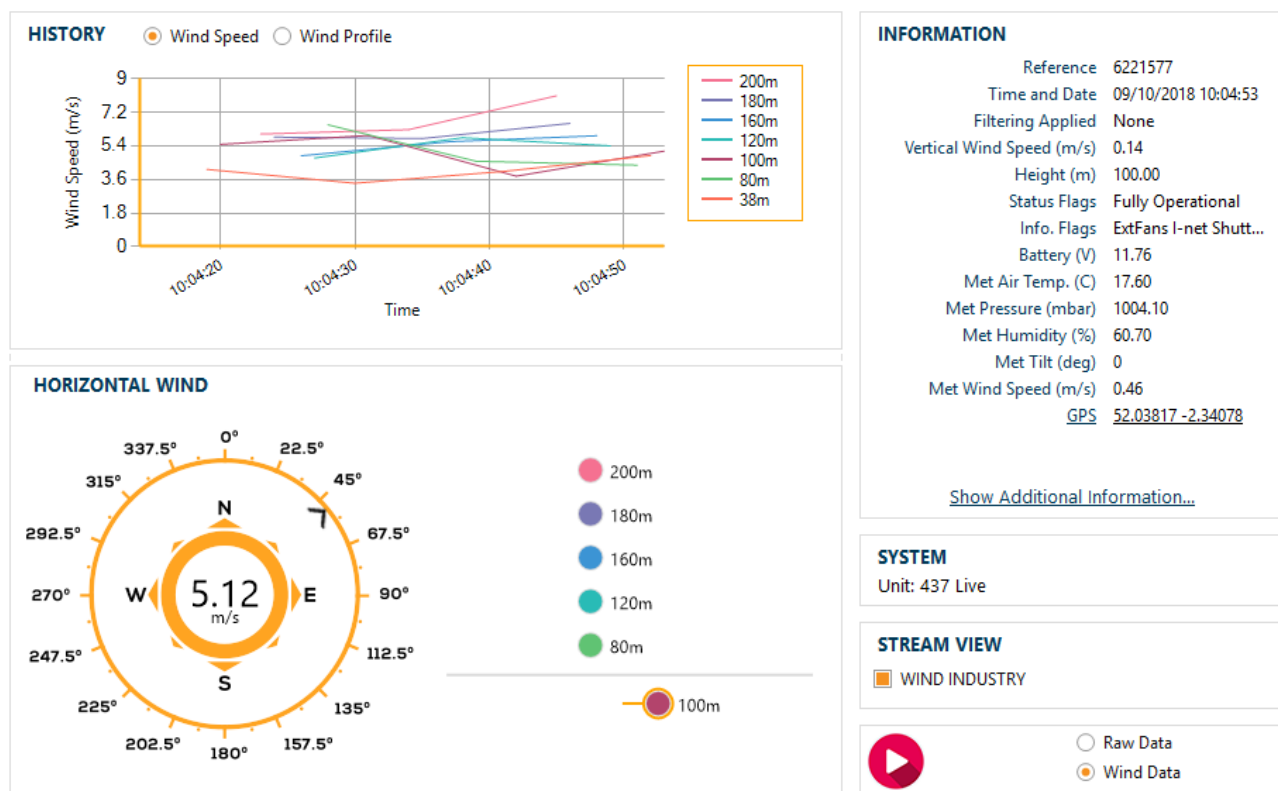 HISTORY
Wind Speed
Wind Profile
9
7.2
5.4
3.6
1.8
0
Wind Speed (m/s)
10:04:20
10:04:30
10:04:40
10:04:50
Time
200m
180m
160m
120m
100m
80m
38m
HORIZONTAL WIND
0°
22.5°
45°
67.5°
90°
112.5°
135°
157.5°
180°
202.5°
225°
247.5°
270°
292.5°
315°
337.5°
N
E
S
W
5.12
m/s
200m
180m
160m
120m
80m
100m
INFORMATION
Reference 6221577
Time and Date 09/10/2018 10:04:53
Filtering Applied None
Vertical Wind Speed (m/s) 0.14
Height (m) 100.00
Status Flags Fully Operational
Info. Flags ExtFans I-net Shutt...
Battery (V) 11.76
Met Air Temp. (C) 17.60
Met Pressure (mbar) 1004.10
Met Humidity (%) 60.70
Met Tilt (deg) 0
Met Wind Speed (m/s) 0.46
GPS 52.03817 -2.34078
Show Additional Information...
SYSTEM
Unit: 437 Live
STREAM VIEW
WIND INDUSTRY
Raw Data
Wind Data